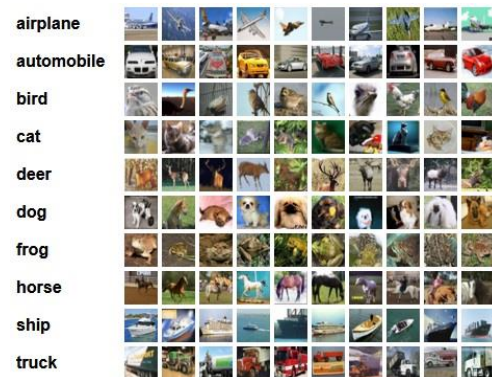 airplane
automobile
bird
cat
deer
dog
frog
horse
ship
truck